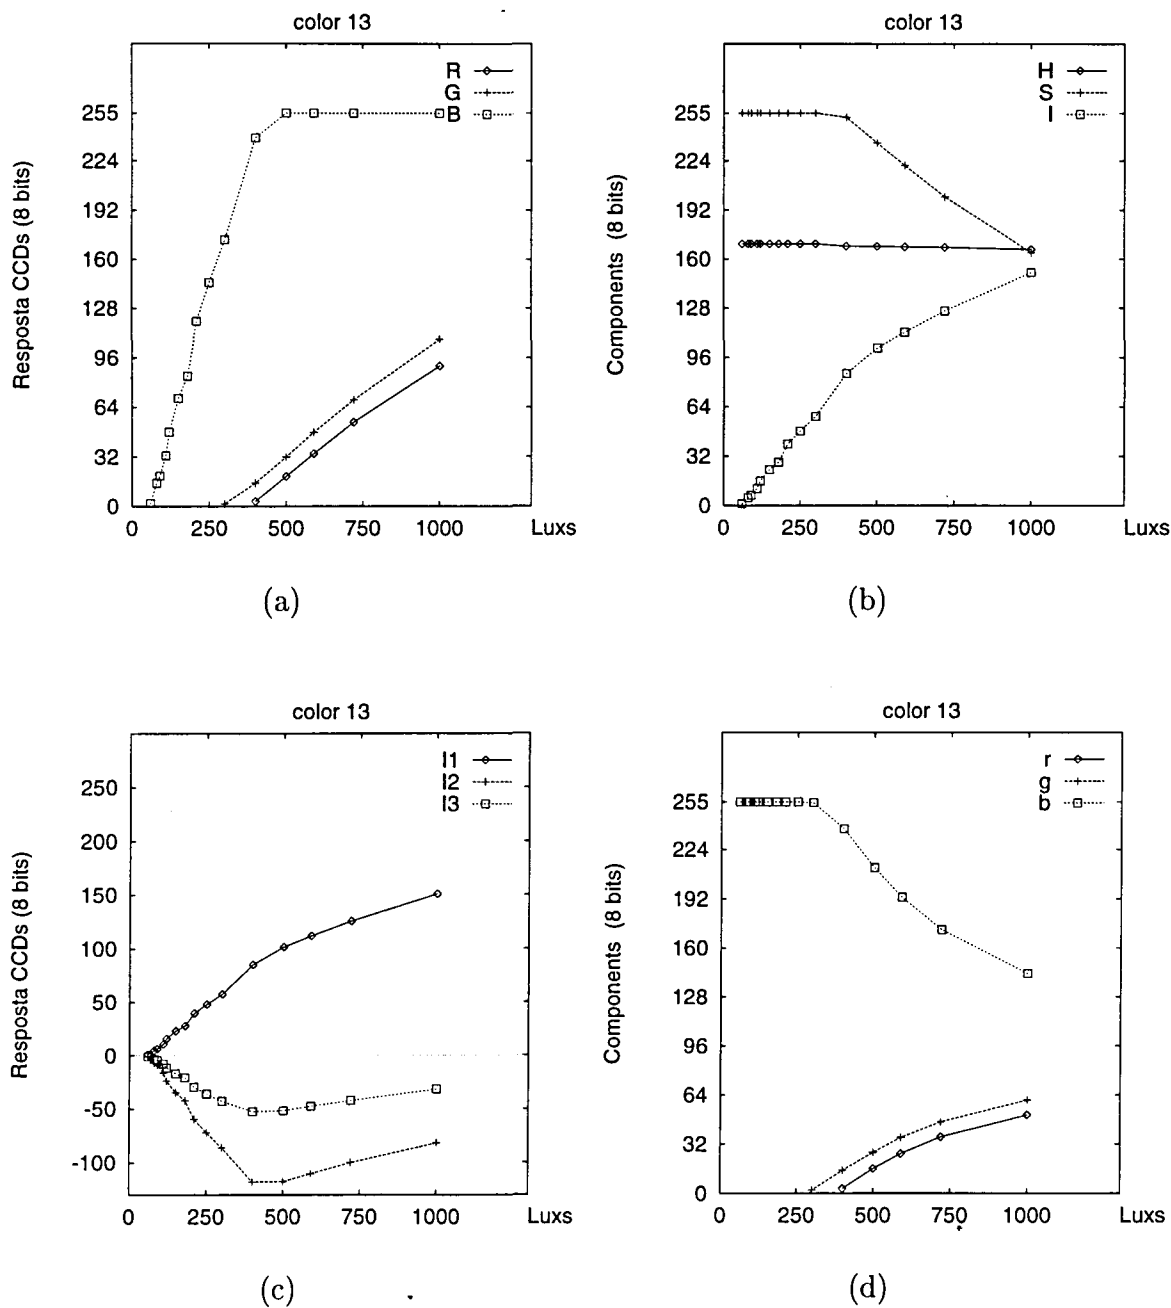 color 13
R
G
B
255
224
192
160
128
96
64
32
0
Resposta CCDs (8 bits)
0 250 500 750 1000 Luxs
(a)
color 13
H
S
I
255
224
192
160
128
96
64
32
0
Components (8 bits)
0 250 500 750 1000 Luxs
(b)
color 13
I1
I2
I3
250
200
150
100
50
0
-50
-100
Resposta CCDs (8 bits)
0 250 500 750 1000 Luxs
(c)
color 13
r
g
b
255
224
192
160
128
96
64
32
0
Components (8 bits)
0 250 500 750 1000 Luxs
(d)